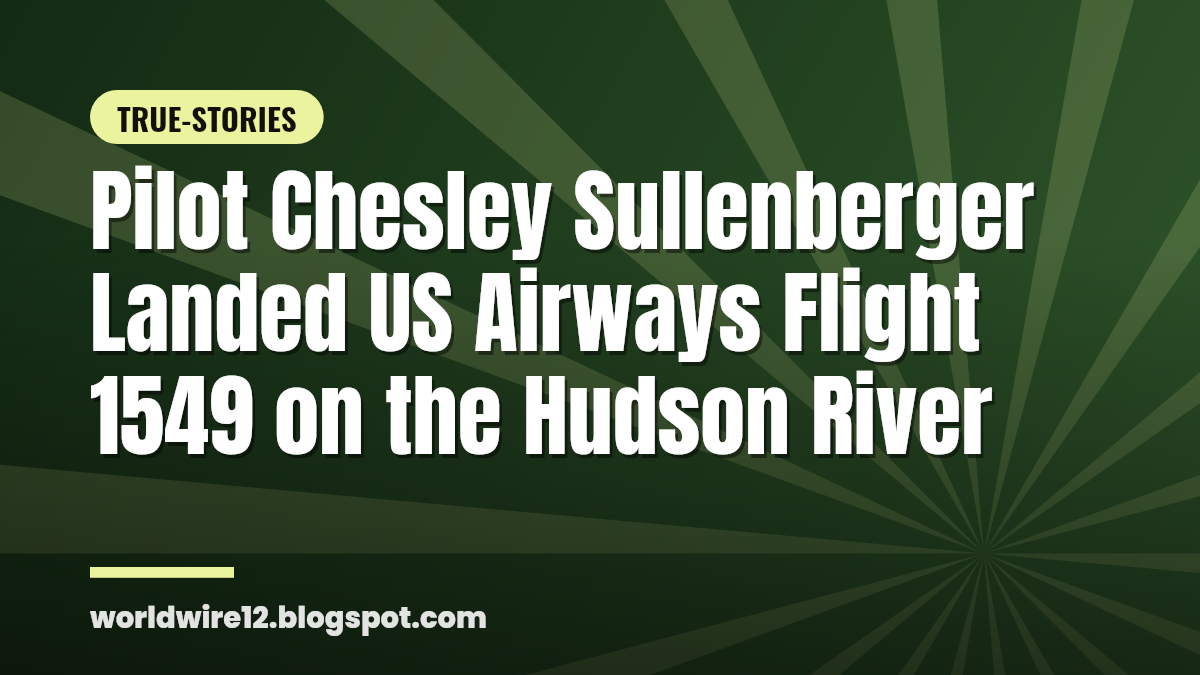 TRUE-STORIES
Pilot Chesley Sullenberger
Landed US Airways Flight
1549 on the Hudson River
worldwire12.blogspot.com